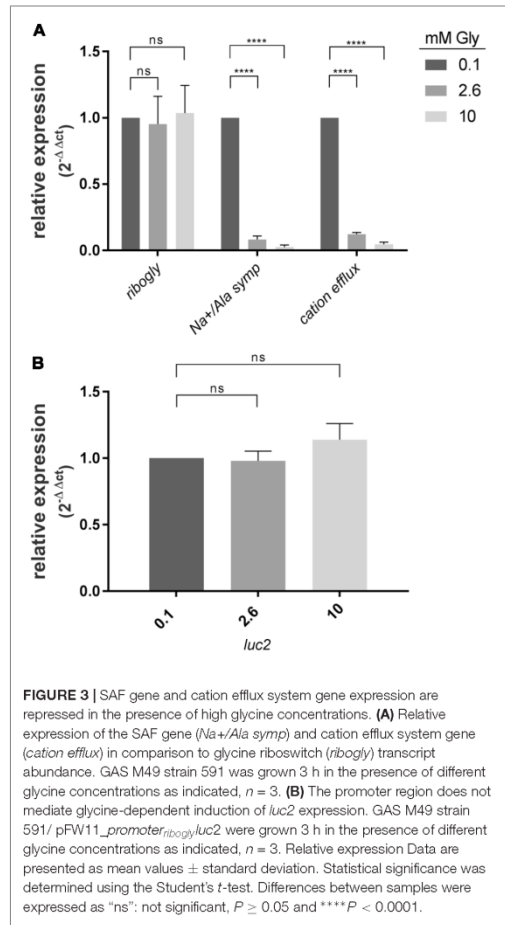 A
mM Gly
0.1
2.6
10
relative expression
(2-Δ Δct)
1.5
1.0
0.5
0.0
ns
ns
****
****
****
****
ribogly
Na+/Ala symp
cation efflux
B
relative expression
(2-Δ Δct)
1.5
1.0
0.5
0.0
ns
ns
0.1
2.6
10
luc2
FIGURE 3 | SAF gene and cation efflux system gene expression are
repressed in the presence of high glycine concentrations. (A) Relative
expression of the SAF gene (Na+/Ala symp) and cation efflux system gene
(cation efflux) in comparison to glycine riboswitch (ribogly) transcript
abundance. GAS M49 strain 591 was grown 3 h in the presence of different
glycine concentrations as indicated, n = 3. (B) The promoter region does not
mediate glycine-dependent induction of luc2 expression. GAS M49 strain
591/ pFW11_promoterriboglyluc2 were grown 3 h in the presence of different
glycine concentrations as indicated, n = 3. Relative expression Data are
presented as mean values ± standard deviation. Statistical significance was
determined using the Student's t-test. Differences between samples were
expressed as “ns”: not significant, P ≥ 0.05 and ****P < 0.0001.